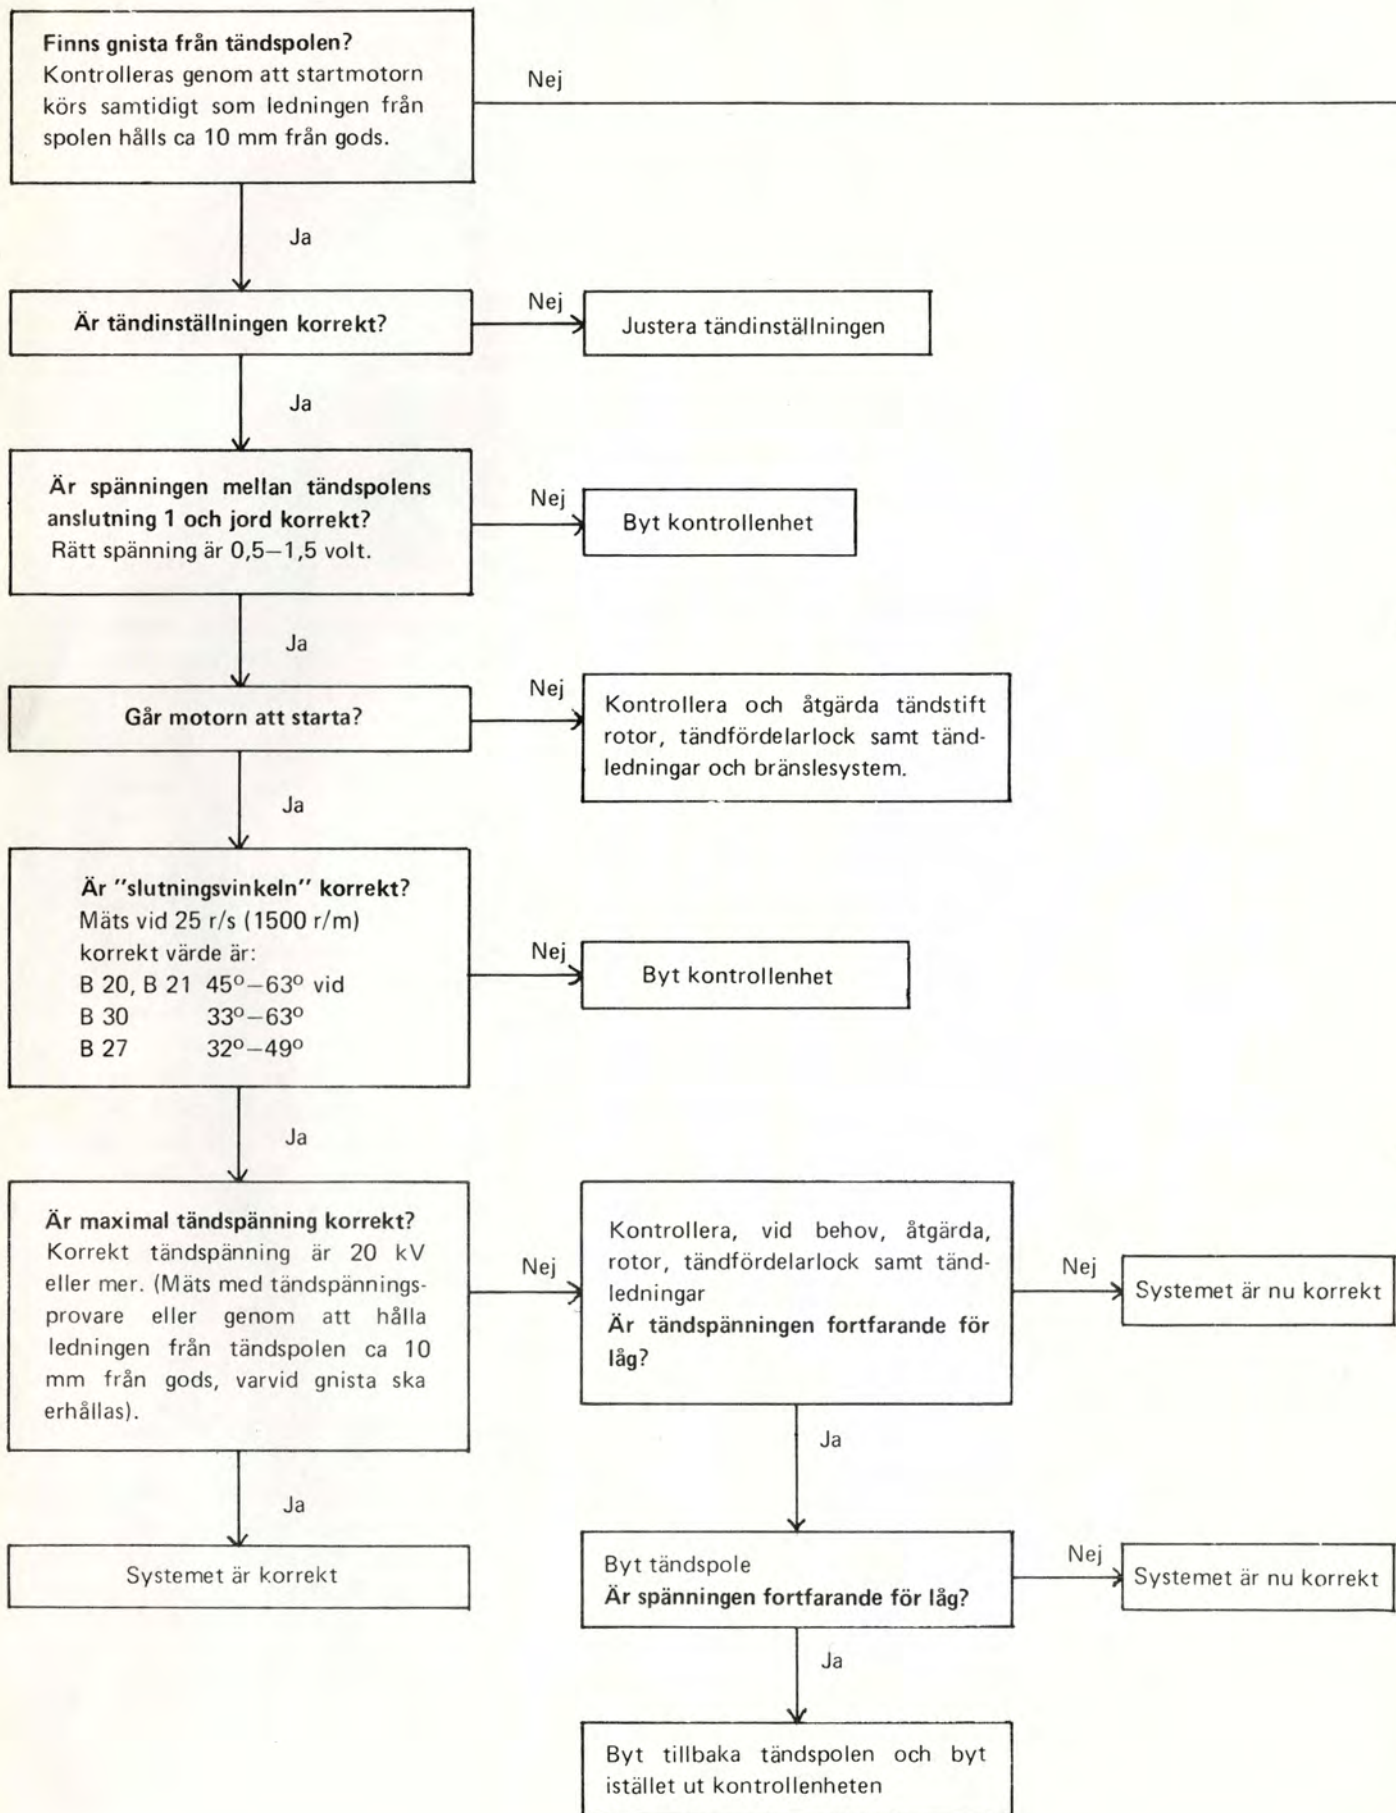 Finns gnista från tändspolen?
Kontrolleras genom att startmotorn
körs samtidigt som ledningen från
spolen hålls ca 10 mm från gods.
Nej
Ja
Är tändinställningen korrekt?
Nej
Justera tändinställningen
Ja
Är spänningen mellan tändspolens
anslutning 1 och jord korrekt?
Rätt spänning är 0,5–1,5 volt.
Nej
Byt kontrollenhet
Ja
Går motorn att starta?
Nej
Kontrollera och åtgärda tändstift
rotor, tändfördelarlock samt tänd-
ledningar och bränslesystem.
Ja
Är ”slutningsvinkeln” korrekt?
Mäts vid 25 r/s (1500 r/m)
korrekt värde är:
B 20, B 21 45º–63º vid
B 30 33º–63º
B 27 32º–49º
Nej
Byt kontrollenhet
Ja
Är maximal tändspänning korrekt?
Korrekt tändspänning är 20 kV
eller mer. (Mäts med tändspännings-
provare eller genom att hålla
ledningen från tändspolen ca 10
mm från gods, varvid gnista ska
erhållas).
Nej
Kontrollera, vid behov, åtgärda,
rotor, tändfördelarlock samt tänd-
ledningar
Är tändspänningen fortfarande för
låg?
Nej
Systemet är nu korrekt
Ja
Ja
Systemet är korrekt
Byt tändspole
Är spänningen fortfarande för låg?
Nej
Systemet är nu korrekt
Ja
Byt tillbaka tändspolen och byt
istället ut kontrollenheten